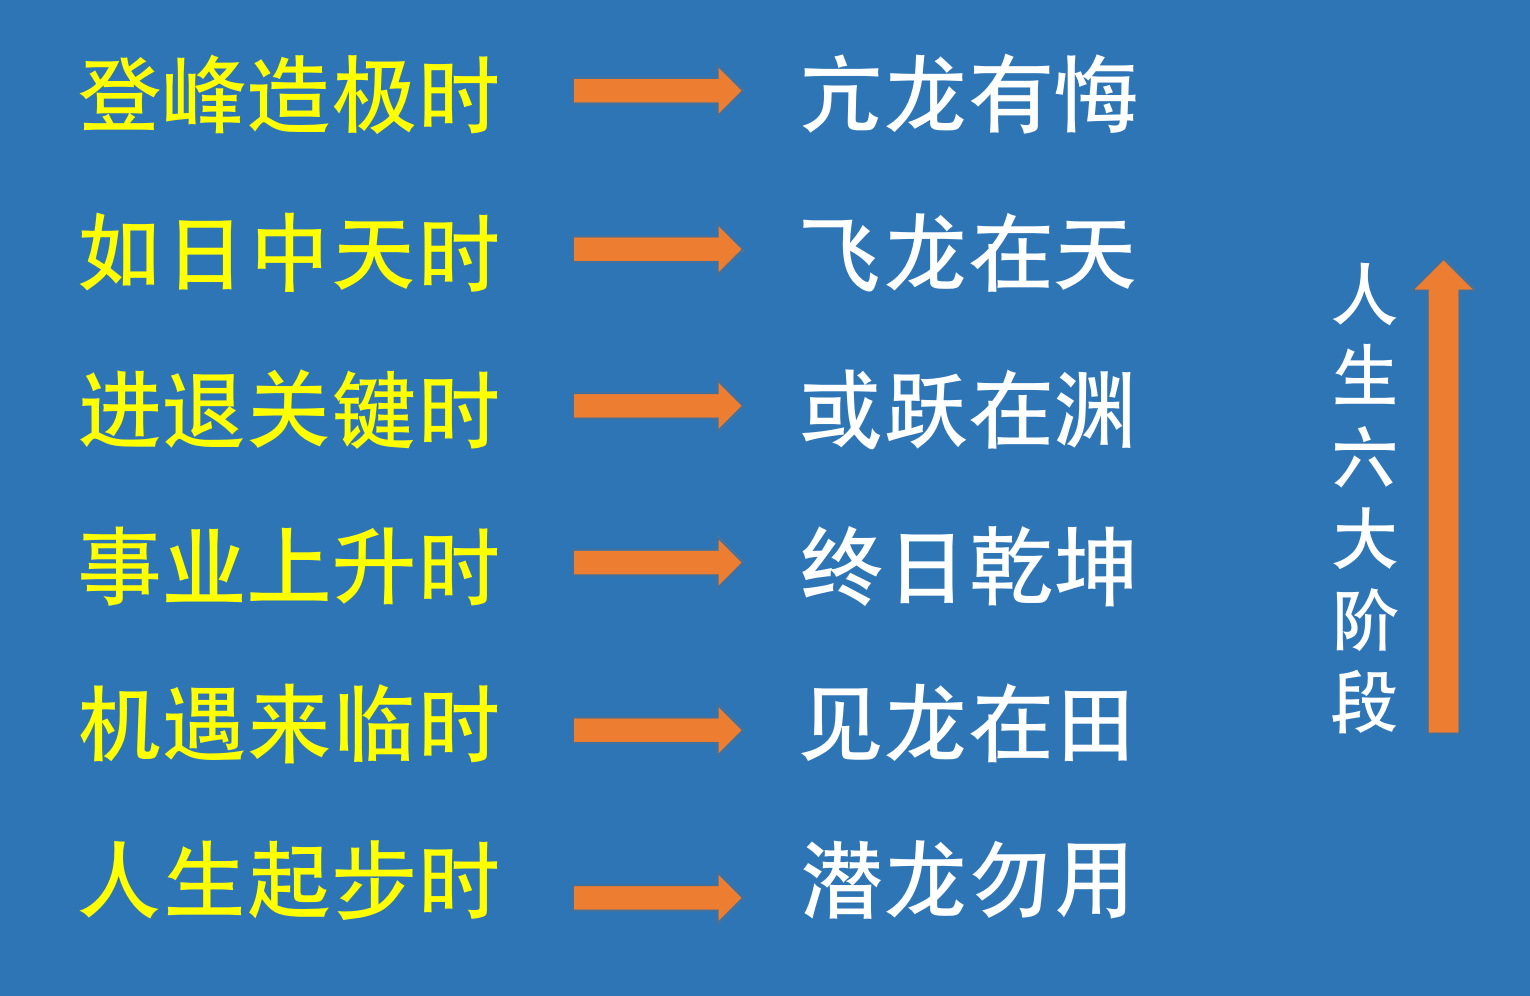 登峰造极时 亢龙有悔
如日中天时 飞龙在天
进退关键时 或跃在渊
事业上升时 终日乾坤
机遇来临时 见龙在田
人生起步时 潜龙勿用
人生六大阶段